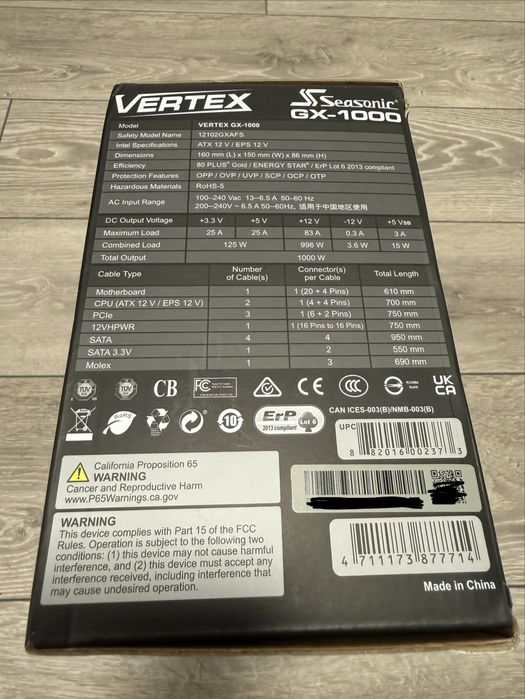 VERTEX
Seasonic®
GX-1000
Model VERTEX GX-1000
Safety Model Name 12102GXAFS
Intel Specifications ATX 12 V / EPS 12 V
Dimensions 160 mm (L) x 150 mm (W) x 86 mm (H)
Efficiency 80 PLUS® Gold / ENERGY STAR® / ErP Lot 6 2013 compliant
Protection Features OPP / OVP / UVP / SCP / OCP / OTP
Hazardous Materials RoHS-5
AC Input Range 100–240 Vac 13–6.5 A 50–60 Hz
200–240V ~ 6.5 A 50–60Hz, 适用于中国地区使用
DC Output Voltage +3.3 V +5 V +12 V -12 V +5 VSB
Maximum Load 25 A 25 A 83 A 0.3 A 3 A
Combined Load 125 W 996 W 3.6 W 15 W
Total Output 1000 W
Cable Type Number of Cable(s) Connector(s) per Cable Total Length
Motherboard 1 1 (20 + 4 Pins) 610 mm
CPU (ATX 12 V / EPS 12 V) 2 1 (4 + 4 Pins) 700 mm
PCIe 3 1 (6 + 2 Pins) 750 mm
12VHPWR 1 1 (16 Pins to 16 Pins) 750 mm
SATA 4 4 950 mm
SATA 3.3V 1 2 550 mm
Molex 1 3 690 mm
CB FC CE CCC UK CA
RoHS 10 ErP Lot 6 2013 compliant CAN ICES-003(B)/NMB-003(B)
UPC
8 82016 00237 3
California Proposition 65
WARNING
Cancer and Reproductive Harm
www.P65Warnings.ca.gov
WARNING
This device complies with Part 15 of the FCC
Rules. Operation is subject to the following two
conditions: (1) this device may not cause harmful
interference, and (2) this device must accept any
interference received, including interference that
may cause undesired operation.
4 711173 877714
Made in China